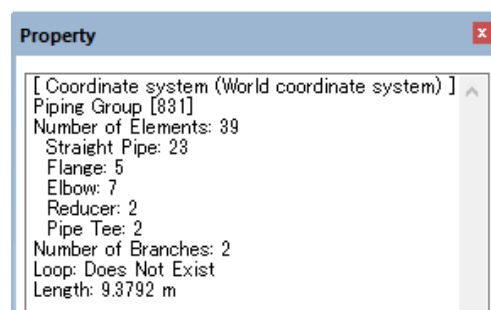 Property
x
[ Coordinate system (World coordinate system) ]
Piping Group [831]
Number of Elements: 39
Straight Pipe: 23
Flange: 5
Elbow: 7
Reducer: 2
Pipe Tee: 2
Number of Branches: 2
Loop: Does Not Exist
Length: 9.3792 m